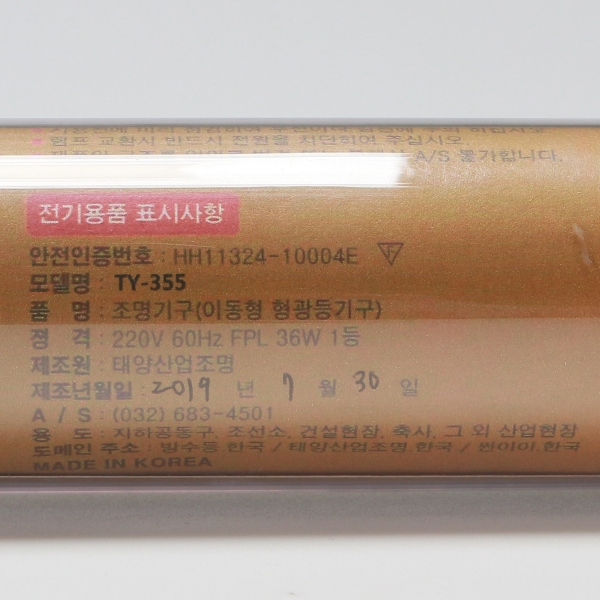 램프 교환시 반드시 전원을 차단하여 주십시오.
A/S 불가합니다.
전기용품 표시사항
안전인증번호 : HH11324-10004E
모델명 : TY-355
품 명 : 조명기구(이동형 형광등기구)
정 격 : 220V 60Hz FPL 36W 1등
제조원 : 태양산업조명
제조년월일 : 2019 년 7 월 30 일
A / S : (032) 683-4501
용 도 : 지하공동구, 조선소, 건설현장, 축사, 그 외 산업현장
도메인 주소 : 방수등.한국 / 태양산업조명.한국 / 썬이이.한국
MADE IN KOREA